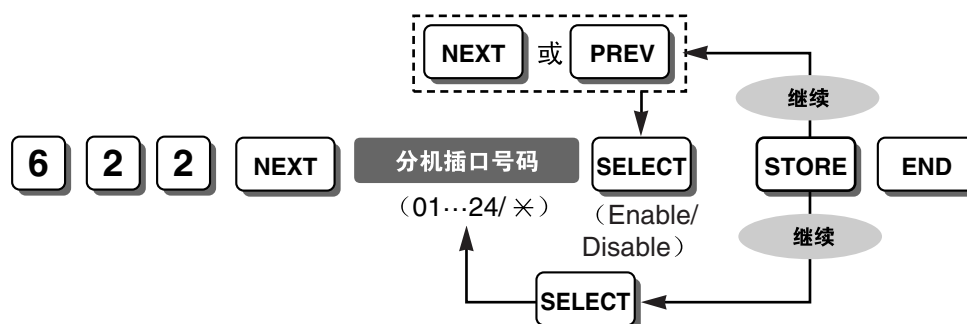 NEXT 或 PREV
继续
6 2 2 NEXT 分机插口号码 SELECT STORE END
（01···24/ ✳）
（Enable/
Disable）
继续
SELECT